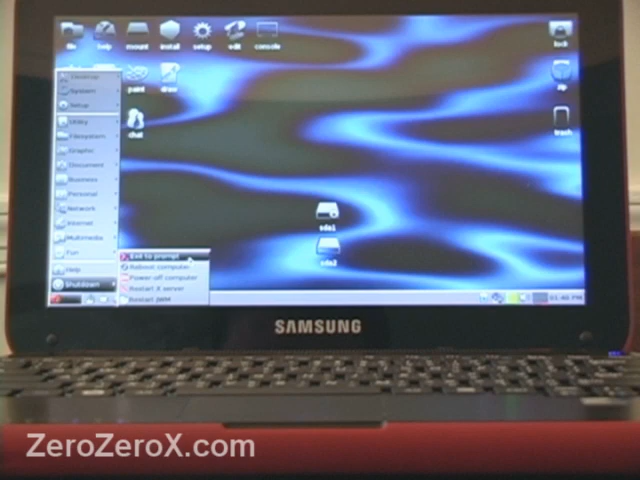 file help mount install setup edit console
lock
paint draw
zip
chat
trash
Desktop
System
Setup
Utility
Filesystem
Graphic
Document
Business
Personal
Network
Internet
Multimedia
Fun
Help
Shutdown
Exit to prompt
Reboot computer
Power-off computer
Restart X server
Restart JWM
sda1
sda2
SAMSUNG
ZeroZeroX.com